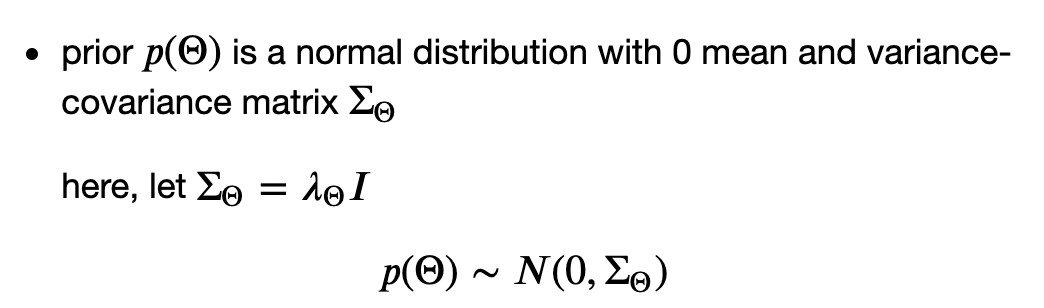 • prior p(Θ) is a normal distribution with 0 mean and variance-
covariance matrix Σ_Θ
here, let Σ_Θ = λ_Θ I
p(Θ) ~ N(0, Σ_Θ)